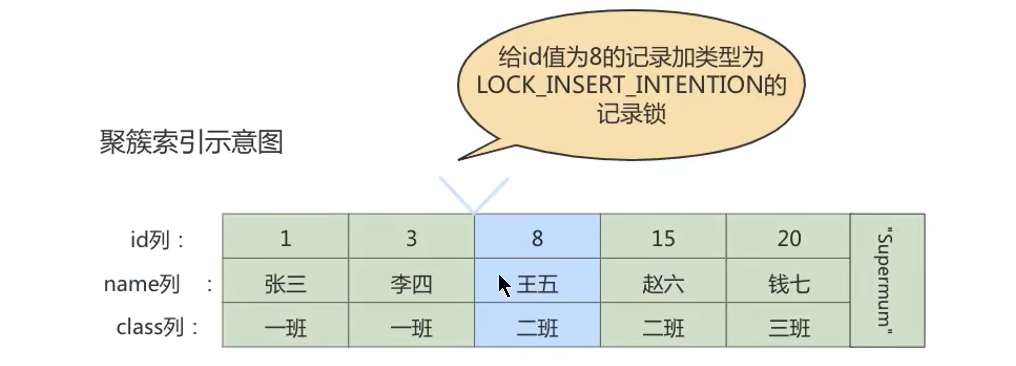 给id值为8的记录加类型为
LOCK_INSERT_INTENTION的
记录锁
聚簇索引示意图
id列： 1 3 8 15 20 "Supermum"
name列 ： 张三 李四 王五 赵六 钱七
class列： 一班 一班 二班 二班 三班